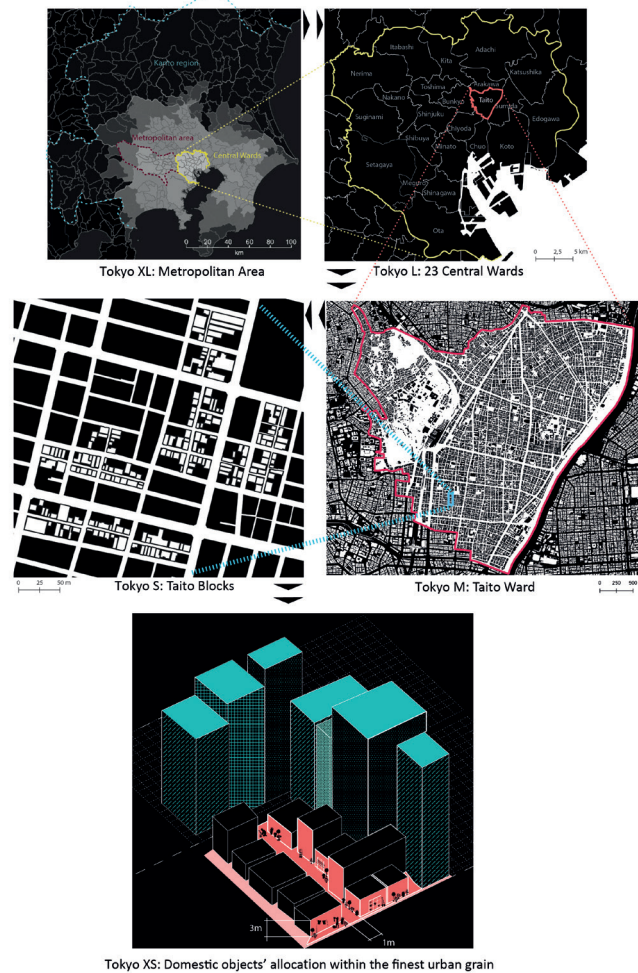 Kanto region
Metropolitan area
Central Wards
0 20 40 60 80 100
km
Tokyo XL: Metropolitan Area
Itabashi
Adachi
Kita
Nerima
Katsushika
Toshima
Arakawa
Nakano
Bunkyo
Taito
Sumida
Suginami
Shinjuku
Edogawa
Chiyoda
Shibuya
Minato
Chuo
Koto
Setagaya
Meguro
Shinagawa
Ota
0 2,5 5 km
Tokyo L: 23 Central Wards
0 25 50 m
Tokyo S: Taito Blocks
Tokyo M: Taito Ward
0 250 500
3m
1m
Tokyo XS: Domestic objects’ allocation within the finest urban grain